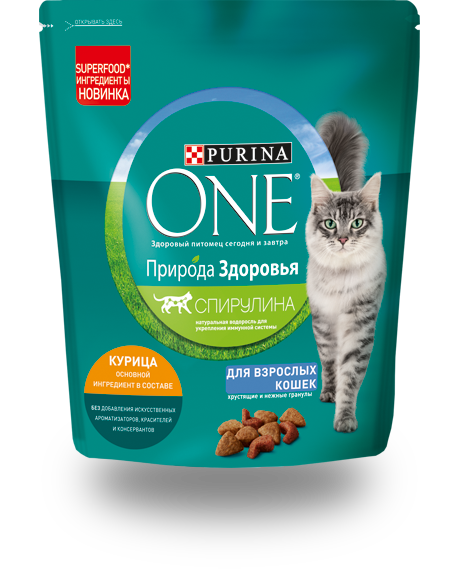 ОТКРЫВАТЬ ЗДЕСЬ
SUPERFOOD*
ИНГРЕДИЕНТЫ
НОВИНКА
PURINA
ONE®
Здоровый питомец сегодня и завтра
Природа Здоровья
СПИРУЛИНА
натуральная водоросль для
укрепления иммунной системы
КУРИЦА
ОСНОВНОЙ
ИНГРЕДИЕНТ В СОСТАВЕ
ДЛЯ ВЗРОСЛЫХ
КОШЕК
хрустящие и нежные гранулы
БЕЗ ДОБАВЛЕНИЯ ИСКУССТВЕННЫХ
АРОМАТИЗАТОРОВ, КРАСИТЕЛЕЙ
И КОНСЕРВАНТОВ